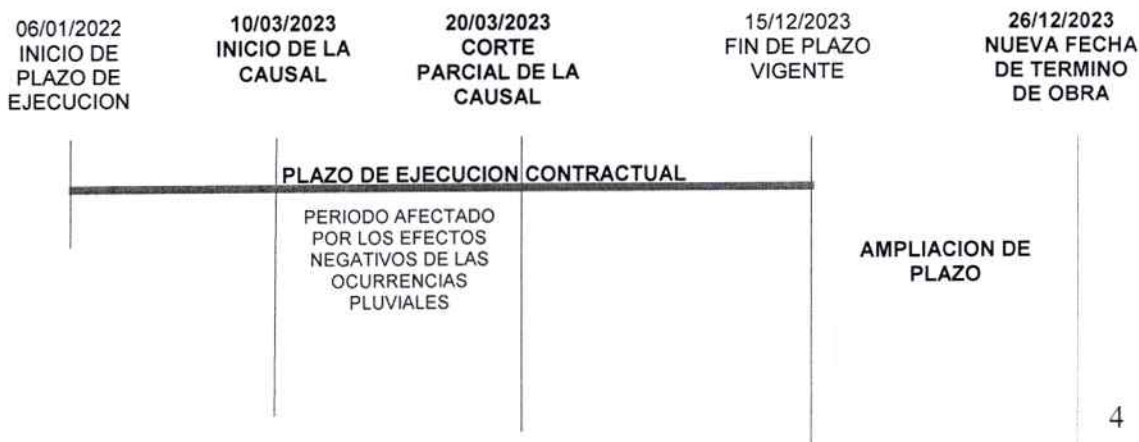 06/01/2022
INICIO DE
PLAZO DE
EJECUCION
10/03/2023
INICIO DE LA
CAUSAL
20/03/2023
CORTE
PARCIAL DE LA
CAUSAL
15/12/2023
FIN DE PLAZO
VIGENTE
26/12/2023
NUEVA FECHA
DE TERMINO
DE OBRA
PLAZO DE EJECUCION CONTRACTUAL
PERIODO AFECTADO
POR LOS EFECTOS
NEGATIVOS DE LAS
OCURRENCIAS
PLUVIALES
AMPLIACION DE
PLAZO
4